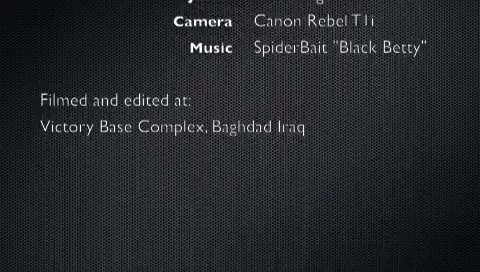 Camera Canon Rebel T1i
Music SpiderBait "Black Betty"
Filmed and edited at:
Victory Base Complex, Baghdad Iraq